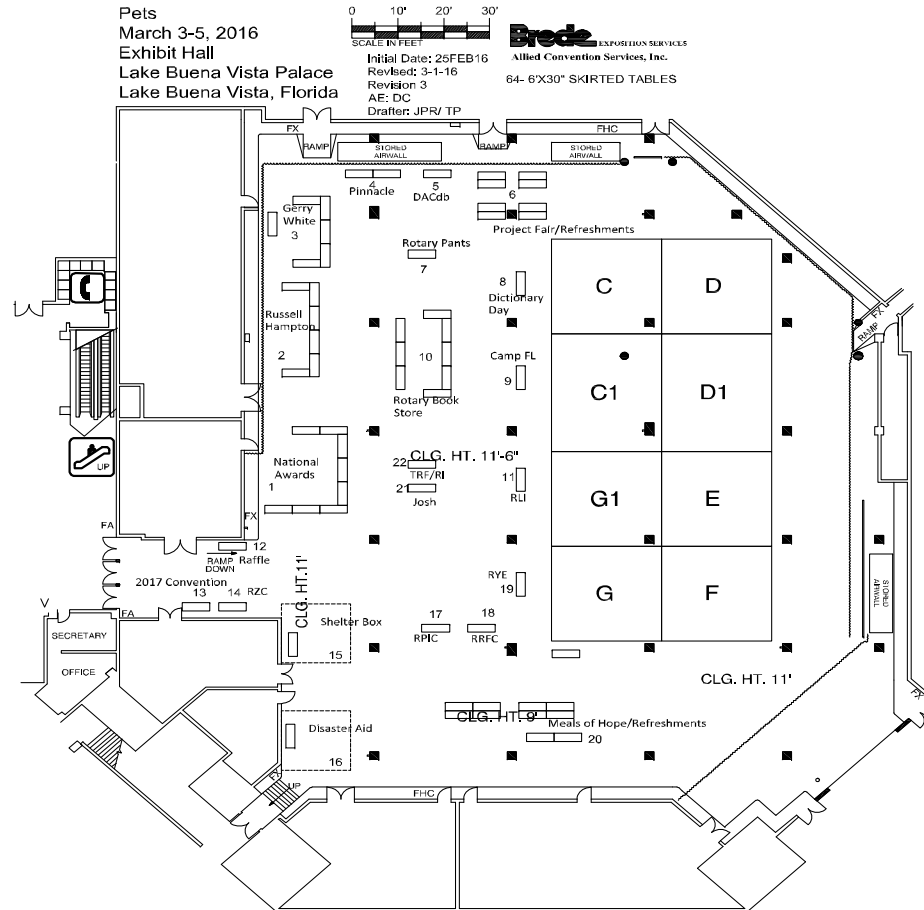 Pets
March 3-5, 2016
Exhibit Hall
Lake Buena Vista Palace
Lake Buena Vista, Florida
0 10' 20' 30'
SCALE IN FEET
Initial Date: 25FEB16
Revised: 3-1-16
Revision 3
AE: DC
Drafter: JPR/ TP
Brede EXPOSITION SERVICES
Allied Convention Services, Inc.
64- 6'X30" SKIRTED TABLES
FX
RAMP
STORED
AIRWALL
RAMP
STORED
AIRWALL
FHC
4
Pinnacle
5
DACdb
6
Project Fair/Refreshments
Gerry
White
3
Rotary Pants
7
8
Dictionary
Day
C
D
FX
RAMP
Russell
Hampton
2
10
Rotary Book
Store
Camp FL
9
C1
D1
UP
National
Awards
1
CLG. HT. 11'-6"
22
TRF/RI
21
Josh
11
RLI
G1
E
FX
FA
12
Raffle
RAMP
DOWN
2017 Convention
13
14
RZC
CLG. HT. 11'
RYE
19
G
F
STORED
AIRWALL
V
FA
SECRETARY
OFFICE
Shelter Box
15
17
RPIC
18
RRFC
CLG. HT. 11'
FX
Disaster Aid
16
CLG. HT. 9'
Meals of Hope/Refreshments
20
FX
UP
FHC